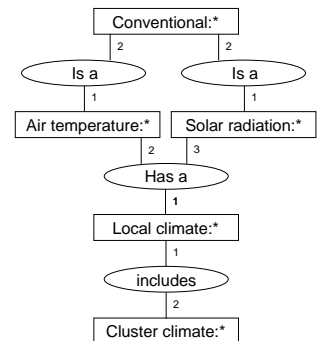 Conventional:*
2 2
Is a Is a
1 1
Air temperature:* Solar radiation:*
2 3
Has a
1
Local climate:*
1
includes
2
Cluster climate:*